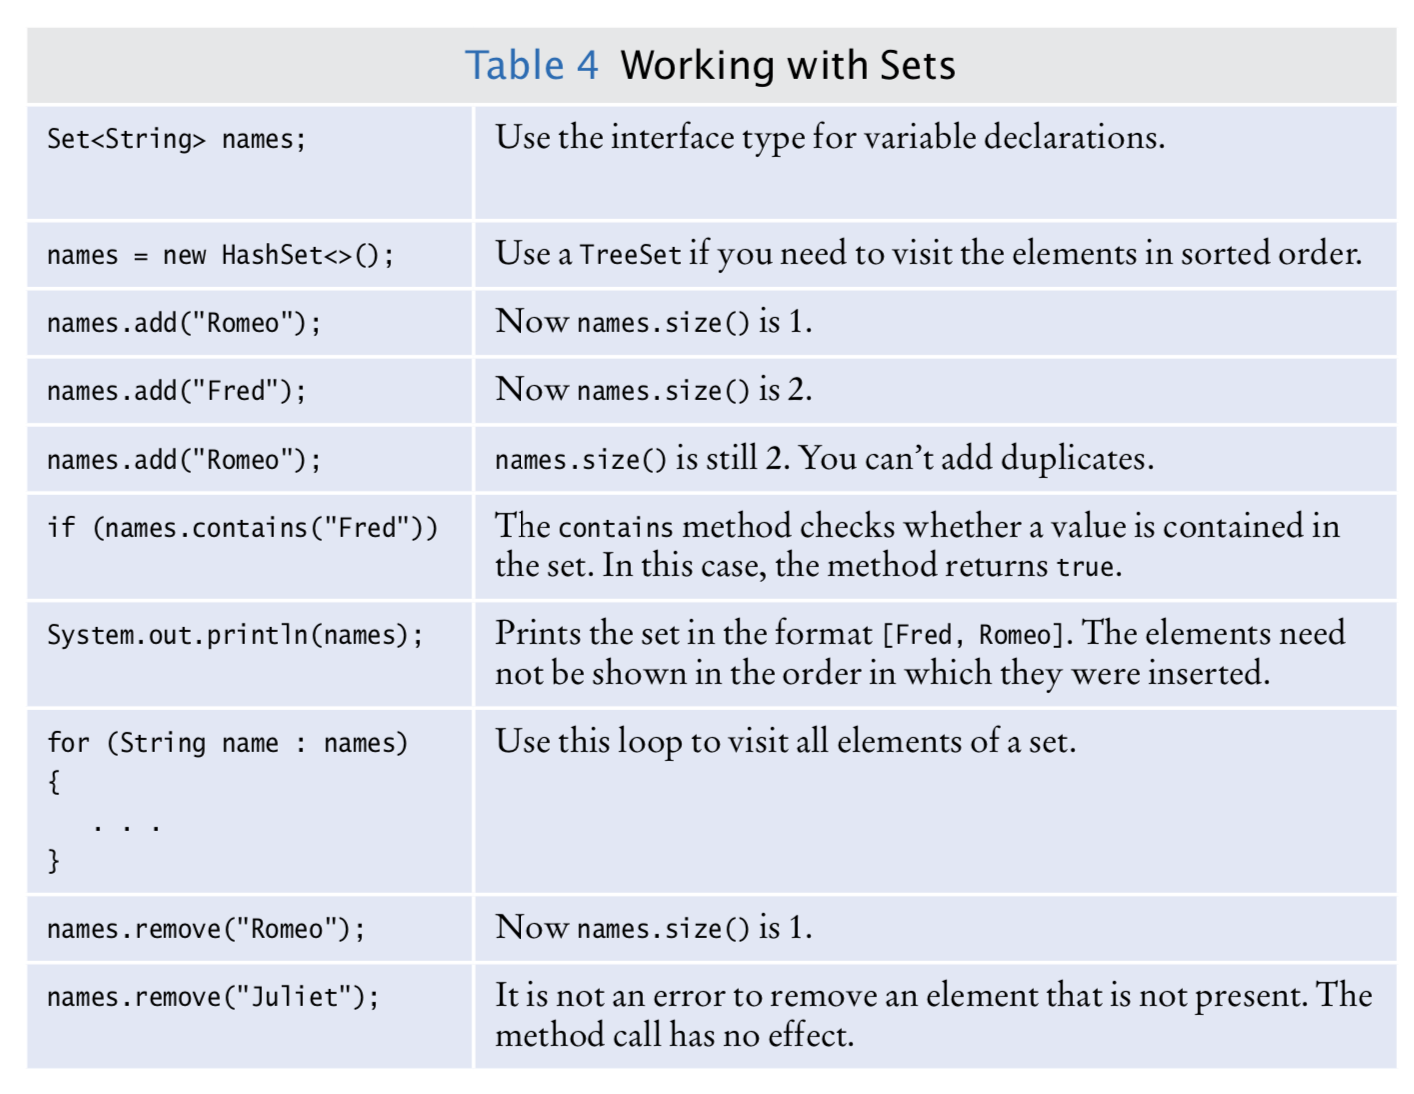 Table 4 Working with Sets
Set<String> names;
Use the interface type for variable declarations.
names = new HashSet<>();
Use a TreeSet if you need to visit the elements in sorted order.
names.add("Romeo");
Now names.size() is 1.
names.add("Fred");
Now names.size() is 2.
names.add("Romeo");
names.size() is still 2. You can’t add duplicates.
if (names.contains("Fred"))
The contains method checks whether a value is contained in
the set. In this case, the method returns true.
System.out.println(names);
Prints the set in the format [Fred, Romeo]. The elements need
not be shown in the order in which they were inserted.
for (String name : names)
{
. . .
}
Use this loop to visit all elements of a set.
names.remove("Romeo");
Now names.size() is 1.
names.remove("Juliet");
It is not an error to remove an element that is not present. The
method call has no effect.